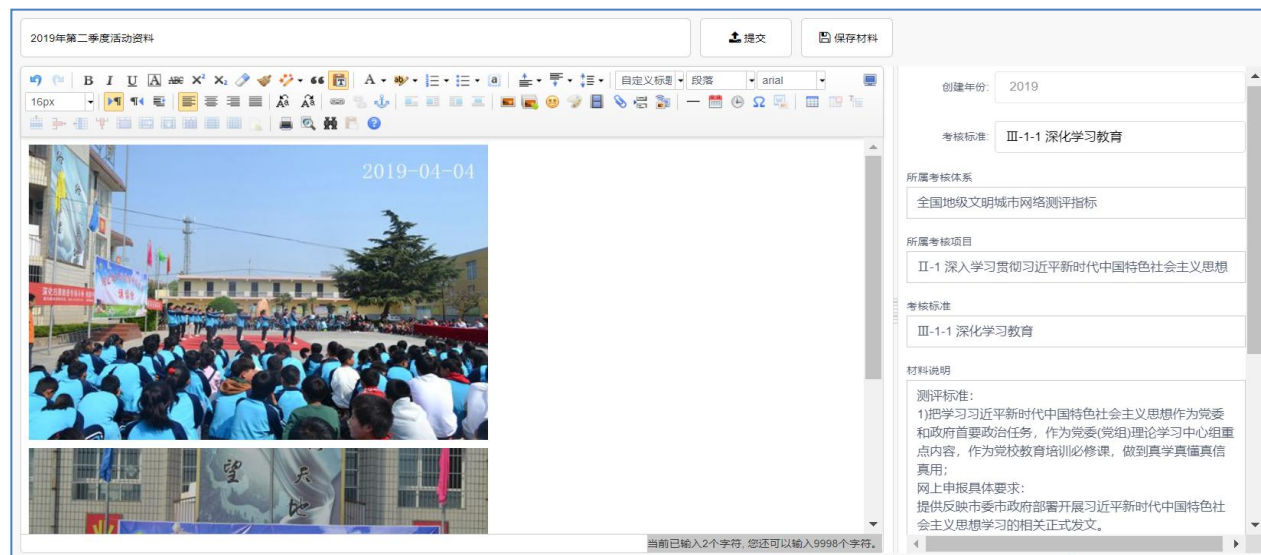 2019年第二季度活动资料
提交
保存材料
B I U A ABC X² X₂ 66 T A ab a 自定义标题 段落 arial
16px
2019-04-04
天
望
地
当前已输入2个字符, 您还可以输入9998个字符。
创建年份: 2019
考核标准: Ⅲ-1-1 深化学习教育
所属考核体系
全国地级文明城市网络测评指标
所属考核项目
Ⅱ-1 深入学习贯彻习近平新时代中国特色社会主义思想
考核标准
Ⅲ-1-1 深化学习教育
材料说明
测评标准:
1)把学习习近平新时代中国特色社会主义思想作为党委
和政府首要政治任务, 作为党委(党组)理论学习中心组重
点内容, 作为党校教育培训必修课, 做到真学真懂真信
真用;
网上申报具体要求:
提供反映市委市政府部署开展习近平新时代中国特色社
会主义思想学习的相关正式发文。